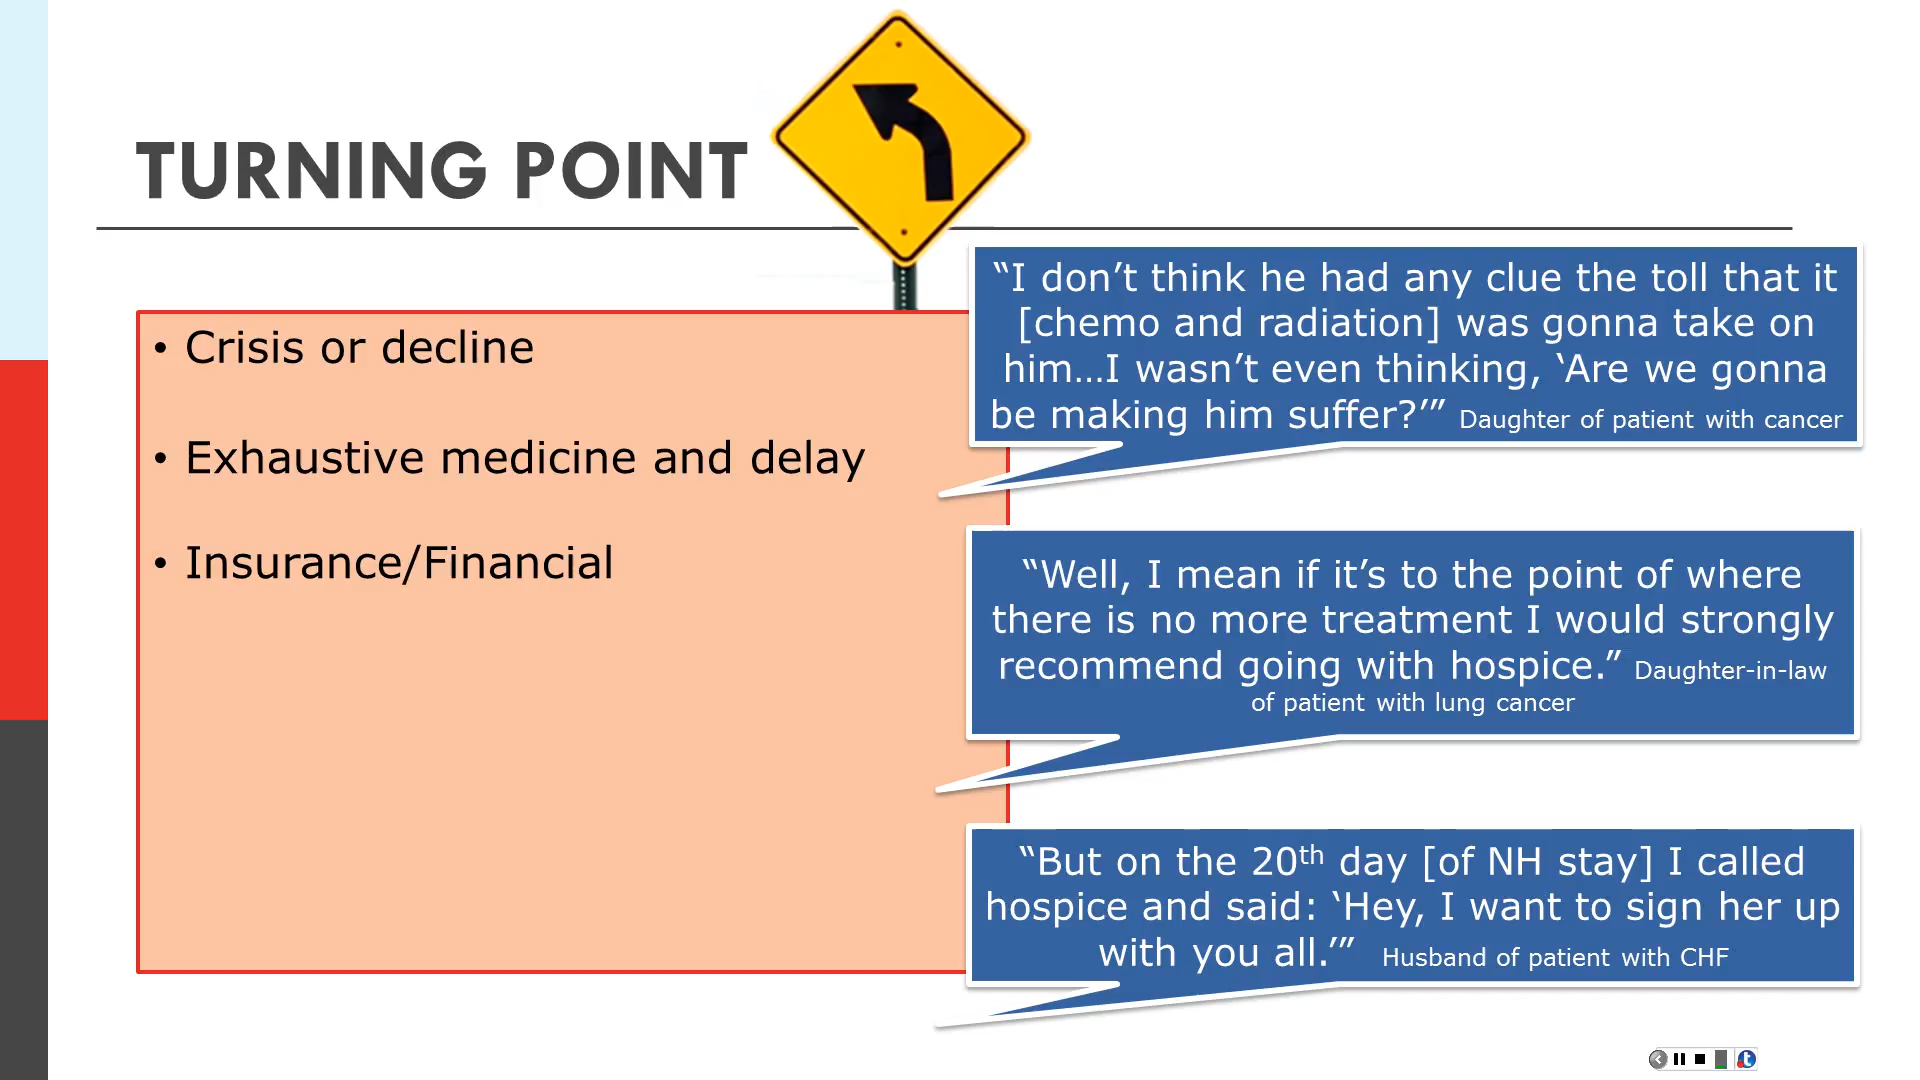 TURNING POINT
• Crisis or decline
• Exhaustive medicine and delay
• Insurance/Financial
“I don’t think he had any clue the toll that it
[chemo and radiation] was gonna take on
him…I wasn’t even thinking, ‘Are we gonna
be making him suffer?’” Daughter of patient with cancer
“Well, I mean if it’s to the point of where
there is no more treatment I would strongly
recommend going with hospice.” Daughter-in-law
of patient with lung cancer
“But on the 20th day [of NH stay] I called
hospice and said: ‘Hey, I want to sign her up
with you all.’” Husband of patient with CHF